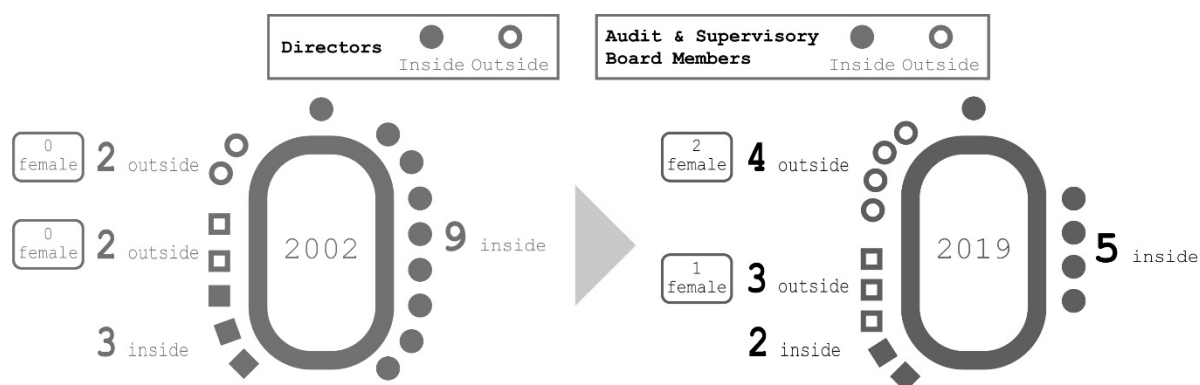 Directors
Inside Outside
Audit & Supervisory
Board Members
Inside Outside
0
female
2 outside
0
female
2 outside
3 inside
2002
9 inside
2
female
4 outside
1
female
3 outside
2 inside
2019
5 inside